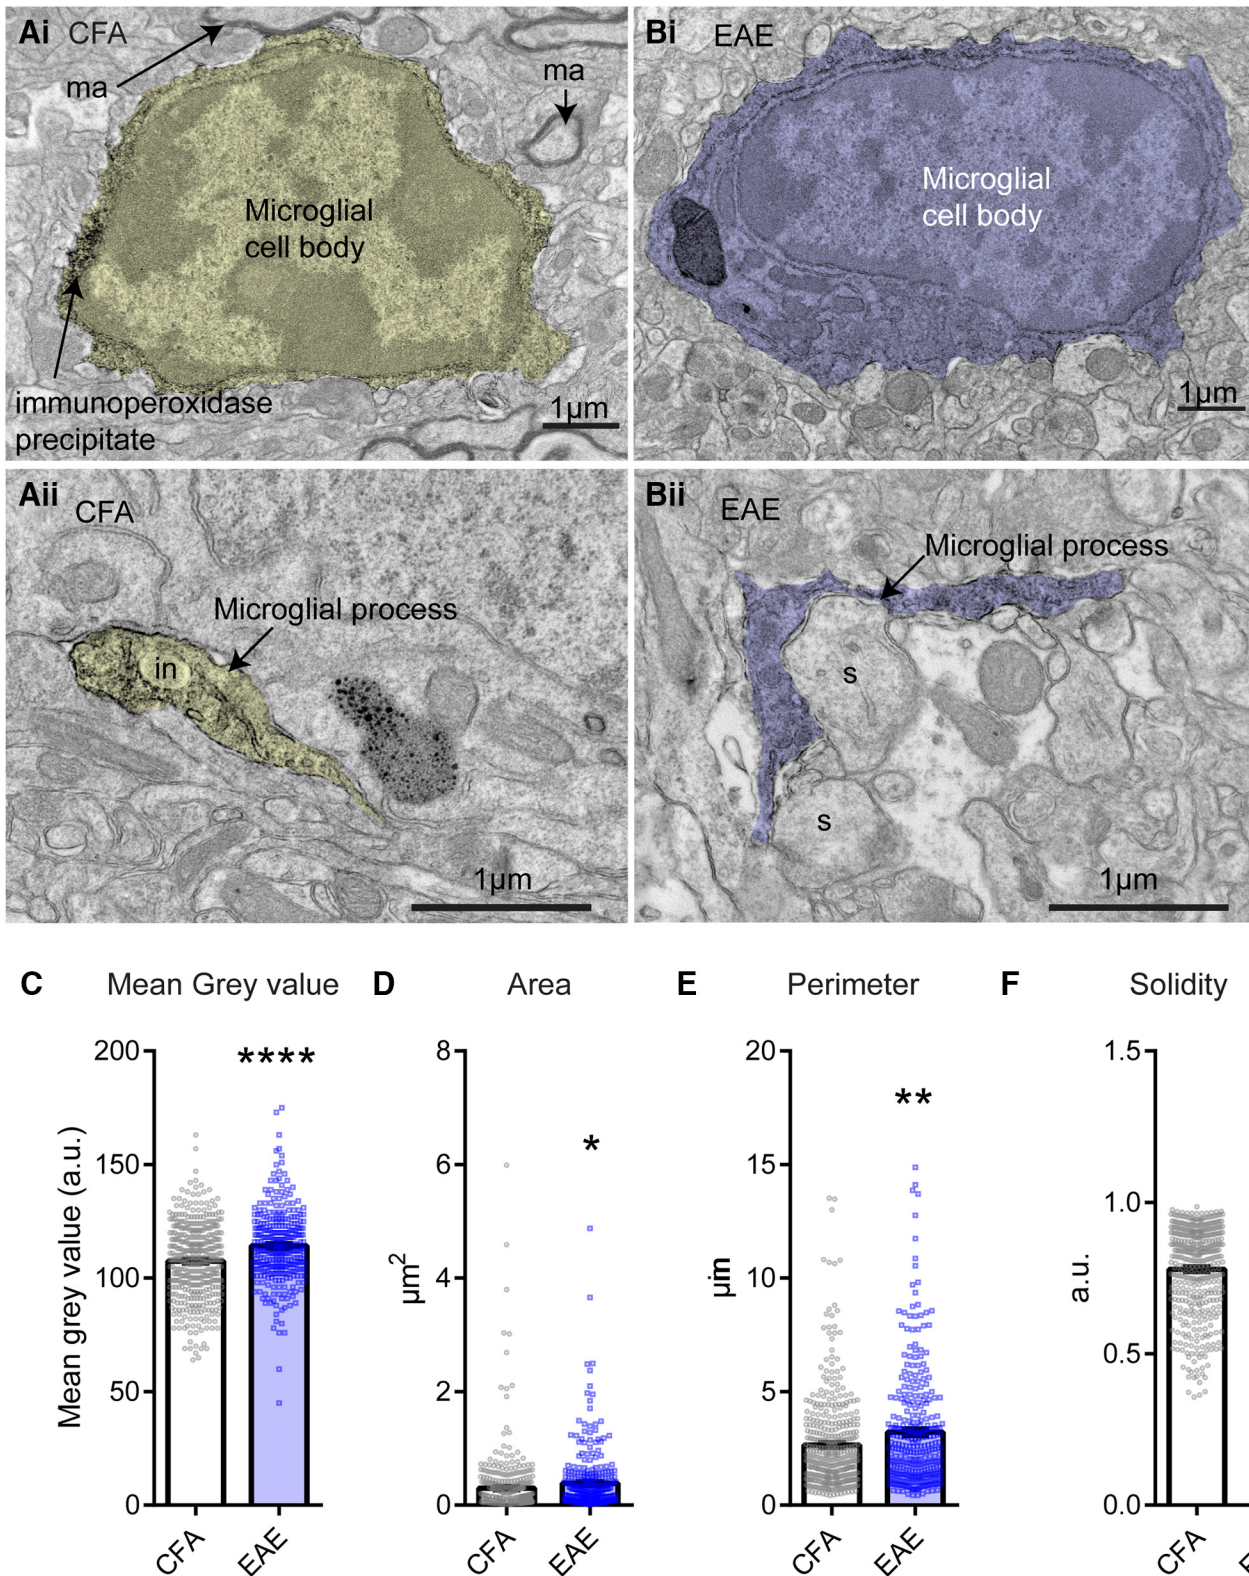 Ai CFA
ma
ma
Microglial
cell body
immunoperoxidase
precipitate
1µm
Bi EAE
Microglial
cell body
1µm
Aii CFA
Microglial process
in
1µm
Bii EAE
Microglial process
s
s
1µm
C Mean Grey value
Mean grey value (a.u.)
200
150
100
50
0
****
CFA
EAE
D Area
µm²
8
6
4
2
0
*
CFA
EAE
E Perimeter
µm
20
15
10
5
0
**
CFA
EAE
F Solidity
a.u.
1.5
1.0
0.5
0.0
CFA